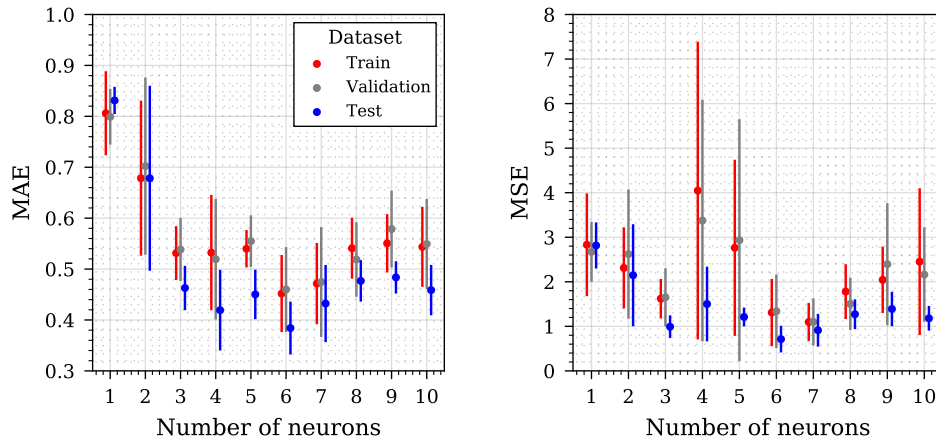 1.0
0.9
0.8
0.7
0.6
0.5
0.4
0.3
MAE
Dataset
Train
Validation
Test
1 2 3 4 5 6 7 8 9 10
Number of neurons
8
7
6
5
4
3
2
1
0
MSE
1 2 3 4 5 6 7 8 9 10
Number of neurons